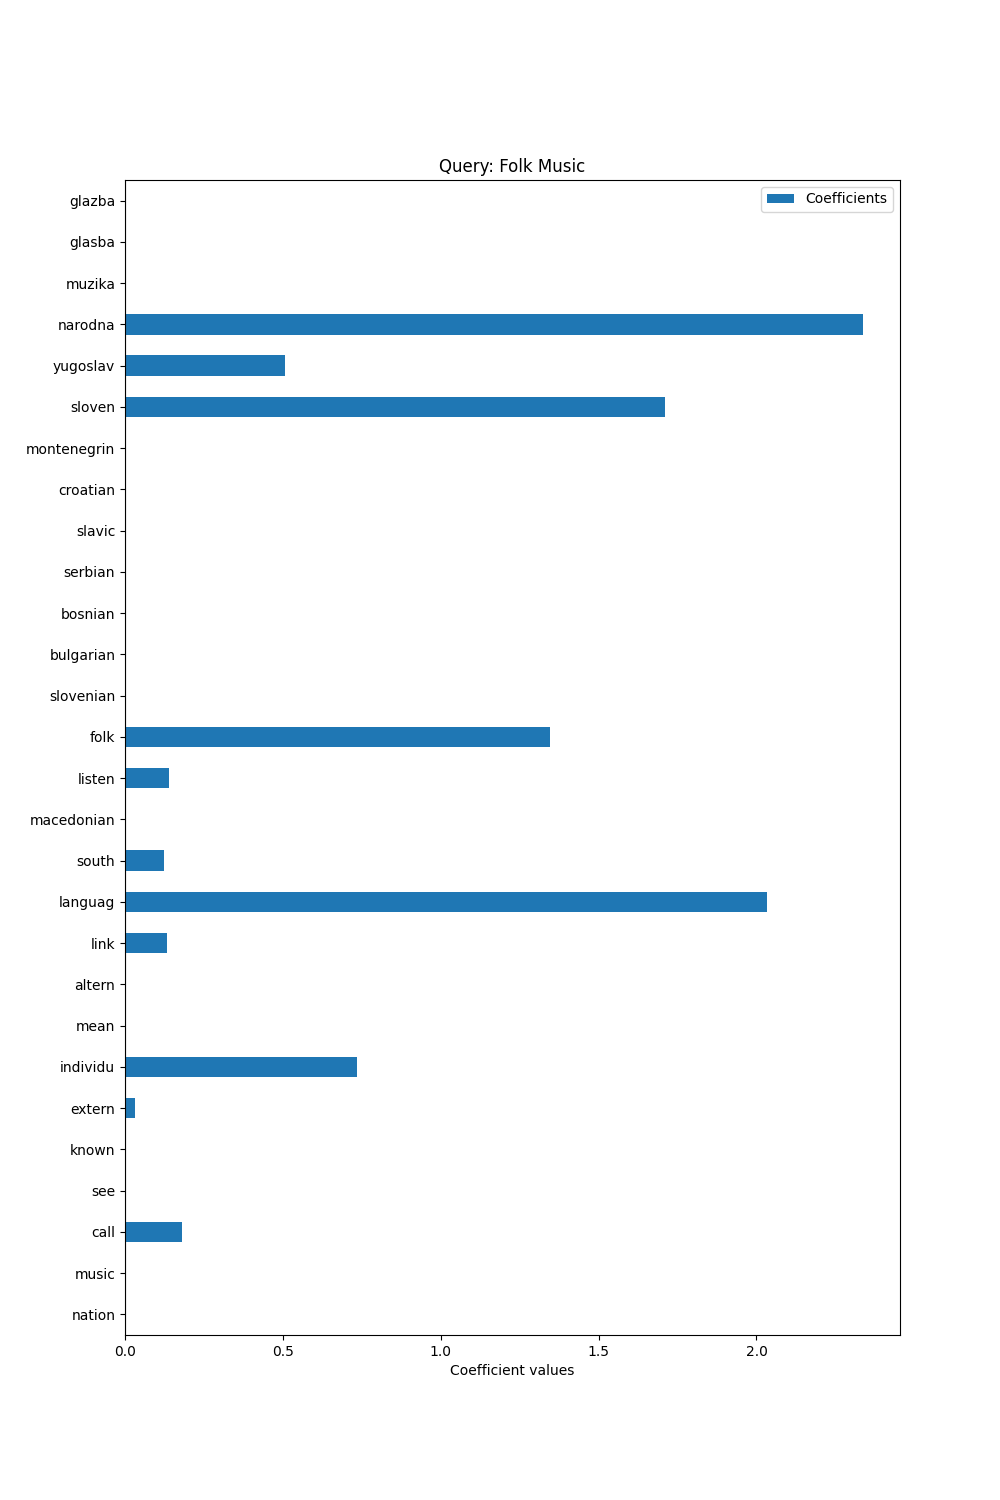 Query: Folk Music
Coefficients
glazba
glasba
muzika
narodna
yugoslav
sloven
montenegrin
croatian
slavic
serbian
bosnian
bulgarian
slovenian
folk
listen
macedonian
south
languag
link
altern
mean
individu
extern
known
see
call
music
nation
0.0 0.5 1.0 1.5 2.0
Coefficient values